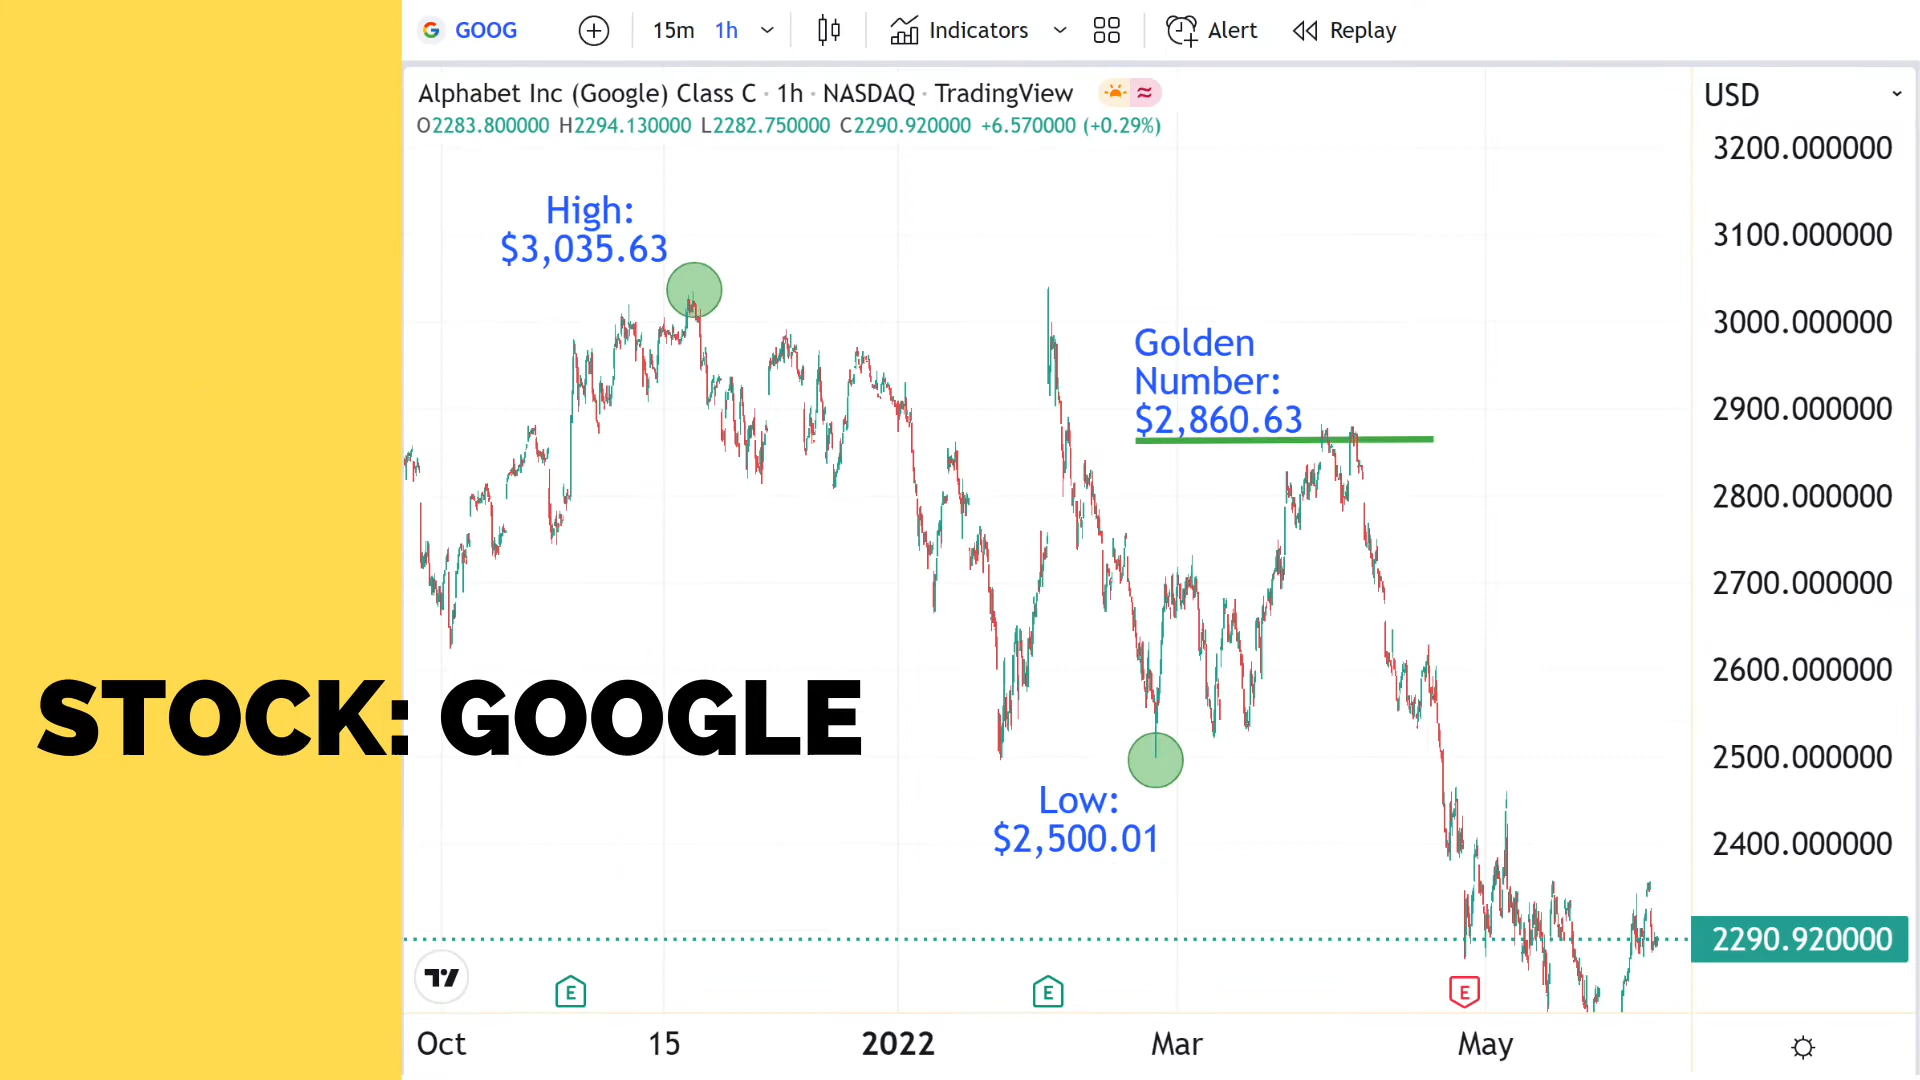 GOOG
15m 1h
Indicators
Alert
Replay
Alphabet Inc (Google) Class C · 1h · NASDAQ · TradingView
USD
O2283.800000 H2294.130000 L2282.750000 C2290.920000 +6.570000 (+0.29%)
3200.000000
High:
$3,035.63
3100.000000
3000.000000
Golden
Number:
$2,860.63
2900.000000
2800.000000
2700.000000
2600.000000
STOCK: GOOGLE
2500.000000
Low:
$2,500.01
2400.000000
2290.920000
E E E
Oct 15 2022 Mar May